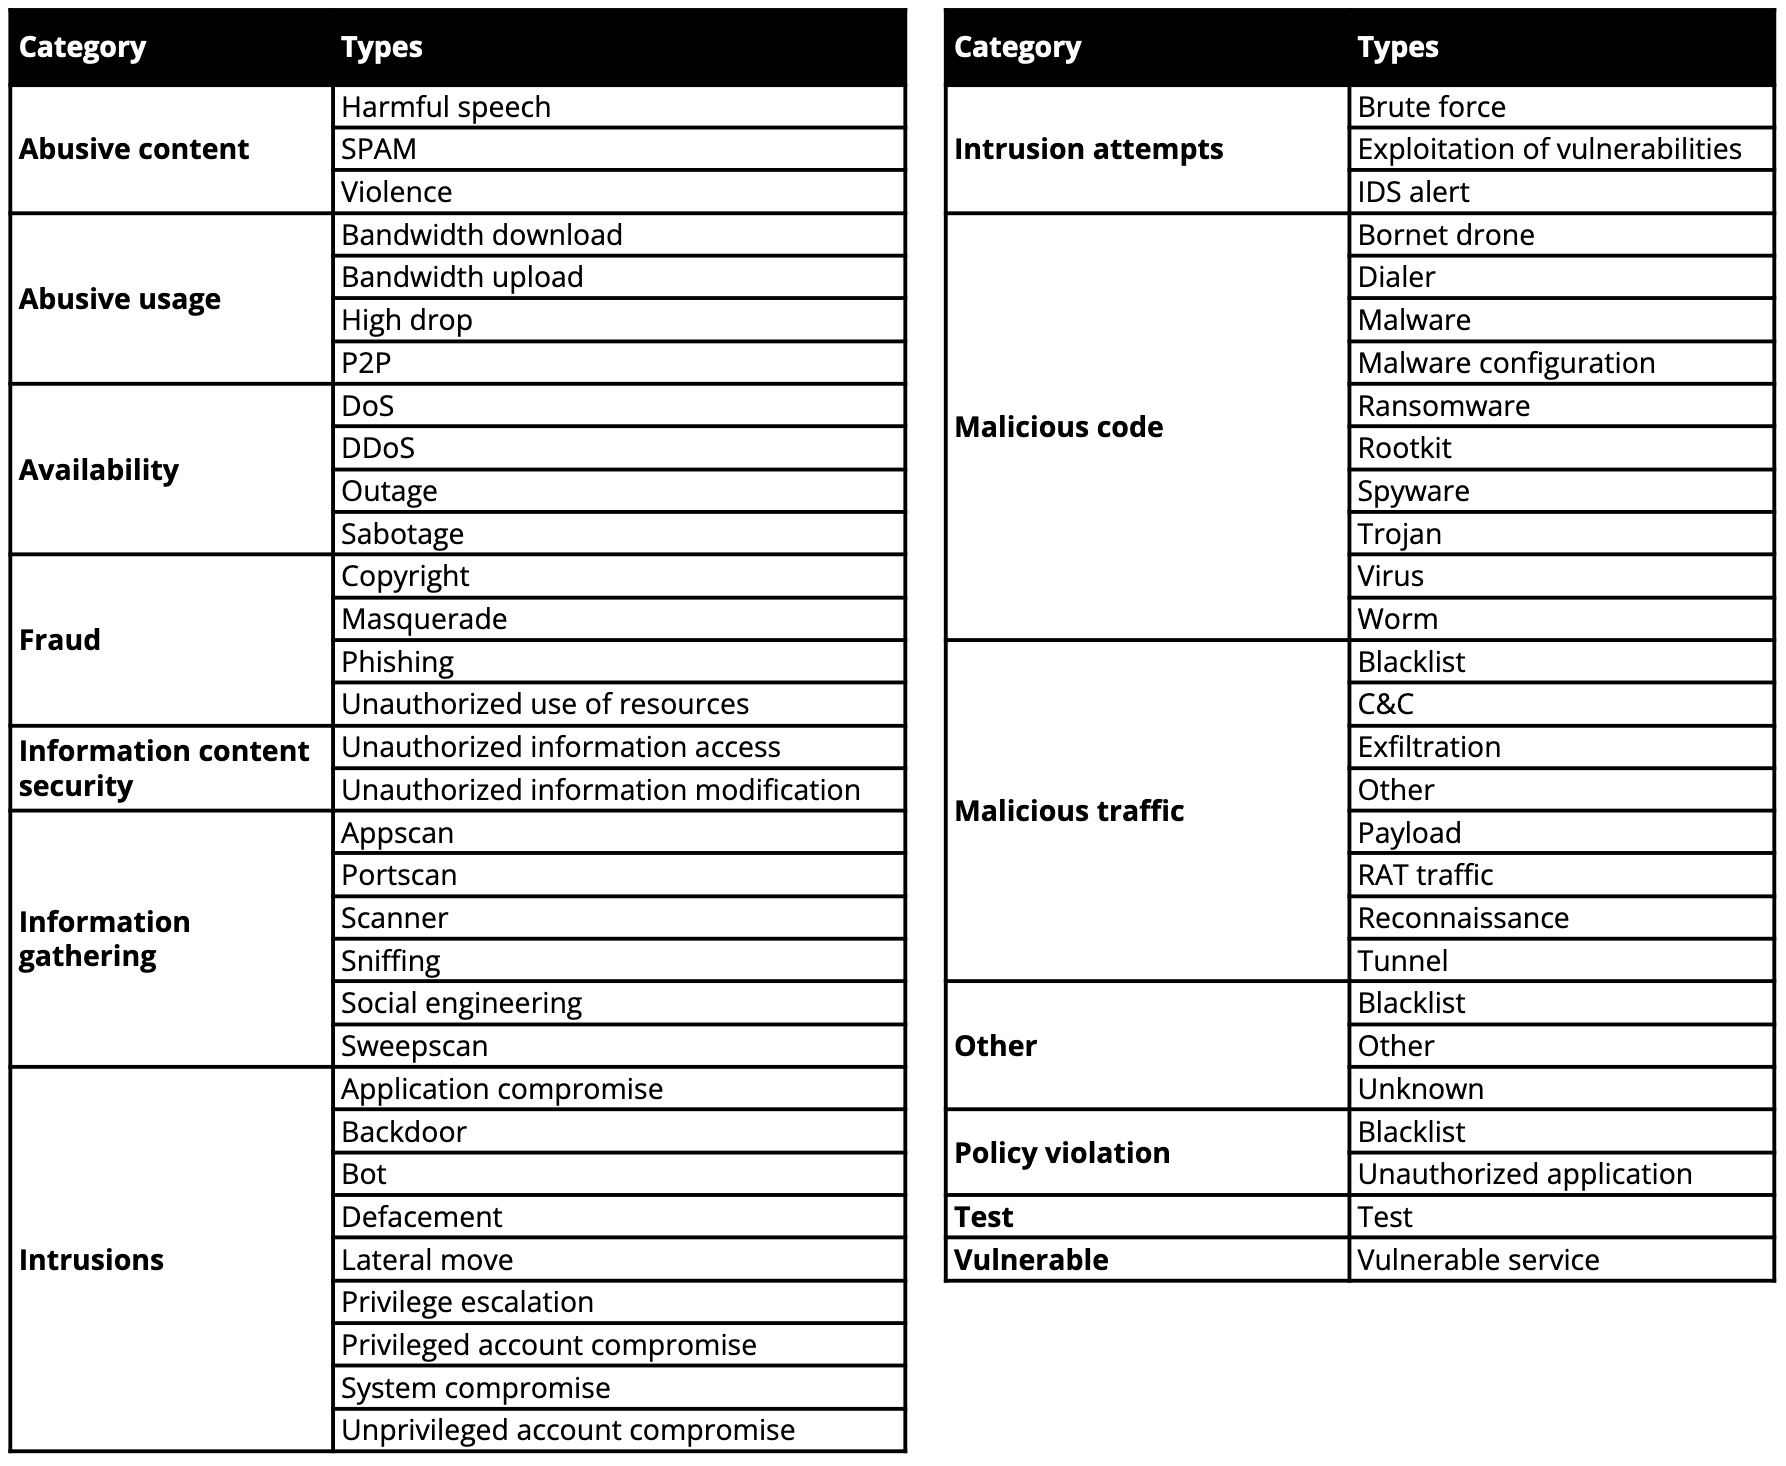 Category Types
Abusive content
Harmful speech
SPAM
Violence
Abusive usage
Bandwidth download
Bandwidth upload
High drop
P2P
Availability
DoS
DDoS
Outage
Sabotage
Fraud
Copyright
Masquerade
Phishing
Unauthorized use of resources
Information content
security
Unauthorized information access
Unauthorized information modification
Information
gathering
Appscan
Portscan
Scanner
Sniffing
Social engineering
Sweepscan
Intrusions
Application compromise
Backdoor
Bot
Defacement
Lateral move
Privilege escalation
Privileged account compromise
System compromise
Unprivileged account compromise
Category Types
Intrusion attempts
Brute force
Exploitation of vulnerabilities
IDS alert
Malicious code
Bornet drone
Dialer
Malware
Malware configuration
Ransomware
Rootkit
Spyware
Trojan
Virus
Worm
Malicious traffic
Blacklist
C&C
Exfiltration
Other
Payload
RAT traffic
Reconnaissance
Tunnel
Other
Blacklist
Other
Unknown
Policy violation
Blacklist
Unauthorized application
Test Test
Vulnerable Vulnerable service